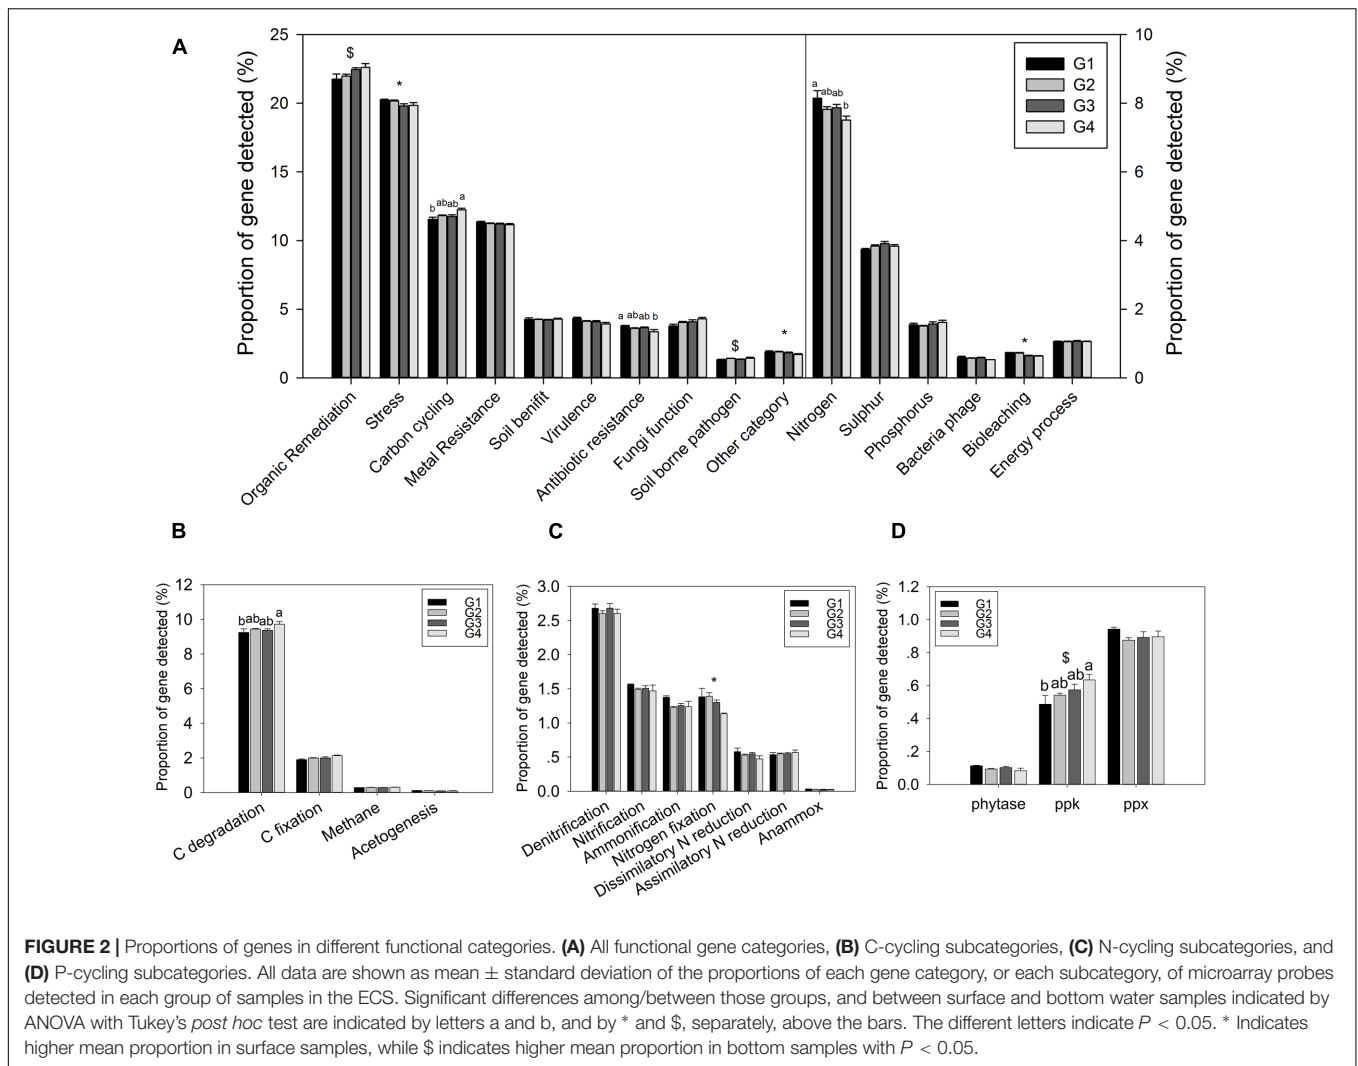 A
Proportion of gene detected (%)
25
20
15
10
5
0
$
*
b
ab
ab
a
a
ab
ab
b
$
*
a
ab
ab
b
*
G1
G2
G3
G4
10
8
6
4
2
0
Proportion of gene detected (%)
Organic Remediation
Stress
Carbon cycling
Metal Resistance
Soil benifit
Virulence
Antibiotic resistance
Fungi function
Soil borne pathogen
Other category
Nitrogen
Sulphur
Phosphorus
Bacteria phage
Bioleaching
Energy process
B
Proportion of gene detected (%)
12
10
8
6
4
2
0
b
ab
ab
a
G1
G2
G3
G4
C degradation
C fixation
Methane
Acetogenesis
C
Proportion of gene detected (%)
3.0
2.5
2.0
1.5
1.0
.5
0.0
*
G1
G2
G3
G4
Denitrification
Nitrification
Ammonification
Nitrogen fixation
Dissimilatory N reduction
Assimilatory N reduction
Anammox
D
Proportion of gene detected (%)
1.2
1.0
.8
.6
.4
.2
0.0
G1
G2
G3
G4
$
b
ab
ab
a
phytase
ppk
ppx
FIGURE 2 | Proportions of genes in different functional categories. (A) All functional gene categories, (B) C-cycling subcategories, (C) N-cycling subcategories, and
(D) P-cycling subcategories. All data are shown as mean ± standard deviation of the proportions of each gene category, or each subcategory, of microarray probes
detected in each group of samples in the ECS. Significant differences among/between those groups, and between surface and bottom water samples indicated by
ANOVA with Tukey's post hoc test are indicated by letters a and b, and by * and $, separately, above the bars. The different letters indicate P < 0.05. * Indicates
higher mean proportion in surface samples, while $ indicates higher mean proportion in bottom samples with P < 0.05.